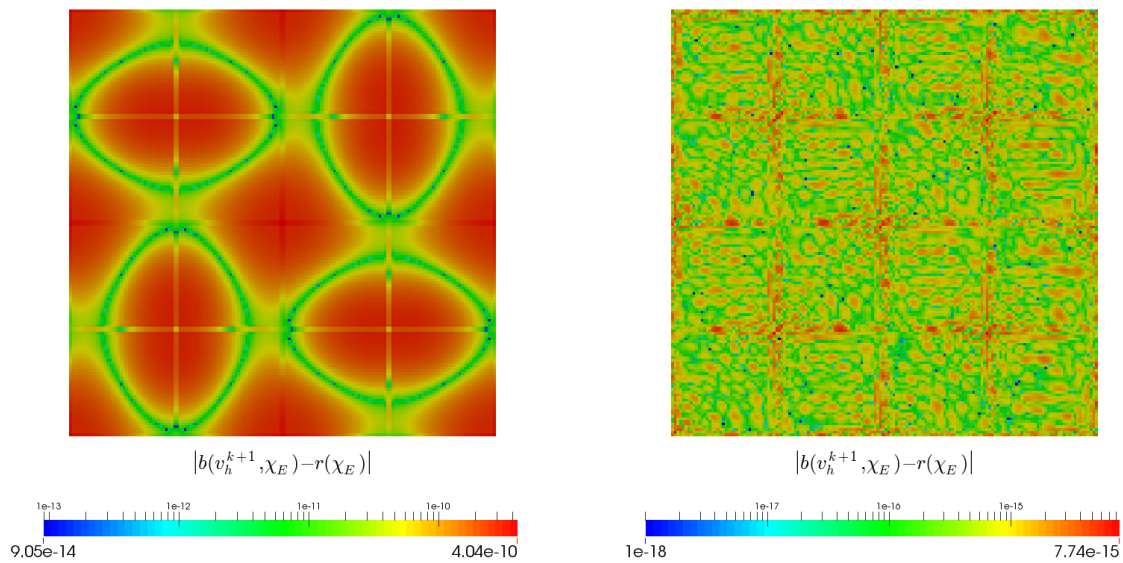 |b(v_h^{k+1},χ_E)−r(χ_E)|
1e-13 1e-12 1e-11 1e-10
9.05e-14 4.04e-10
|b(v_h^{k+1},χ_E)−r(χ_E)|
1e-17 1e-16 1e-15
1e-18 7.74e-15